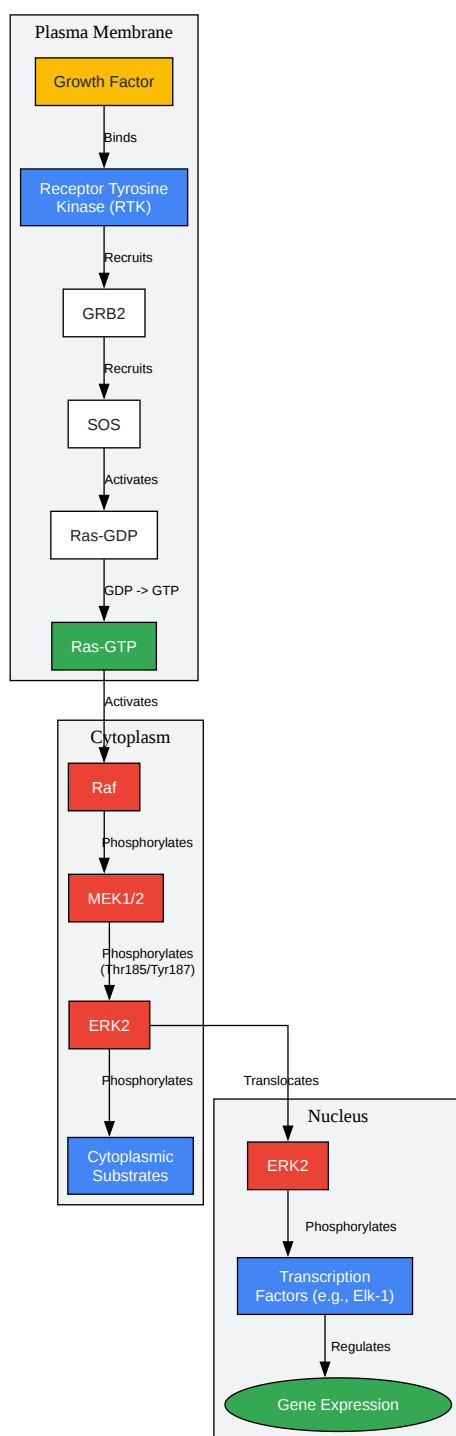 Plasma Membrane
Growth Factor
Binds
Receptor Tyrosine
Kinase (RTK)
Recruits
GRB2
Recruits
SOS
Activates
Ras-GDP
GDP -> GTP
Ras-GTP
Activates
Cytoplasm
Raf
Phosphorylates
MEK1/2
Phosphorylates
(Thr185/Tyr187)
ERK2
Phosphorylates
Cytoplasmic
Substrates
Translocates
Nucleus
ERK2
Phosphorylates
Transcription
Factors (e.g., Elk-1)
Regulates
Gene Expression